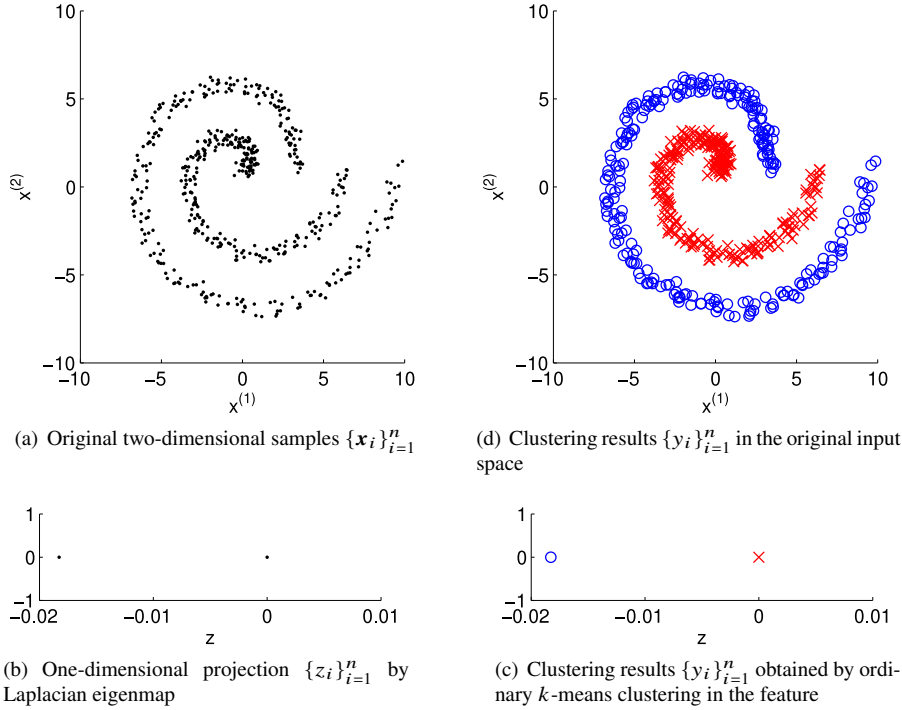 10
5
0
−5
−10
−10
−5
0
5
10
x(2)
x(1)
(a) Original two-dimensional samples {x_i}_{i=1}^n
10
5
0
−5
−10
−10
−5
0
5
10
x(2)
x(1)
(d) Clustering results {y_i}_{i=1}^n in the original input
space
1
0
−1
−0.02
−0.01
0
0.01
z
(b) One-dimensional projection {z_i}_{i=1}^n by
Laplacian eigenmap
1
0
−1
−0.02
−0.01
0
0.01
z
(c) Clustering results {y_i}_{i=1}^n obtained by ordi-
nary k-means clustering in the feature